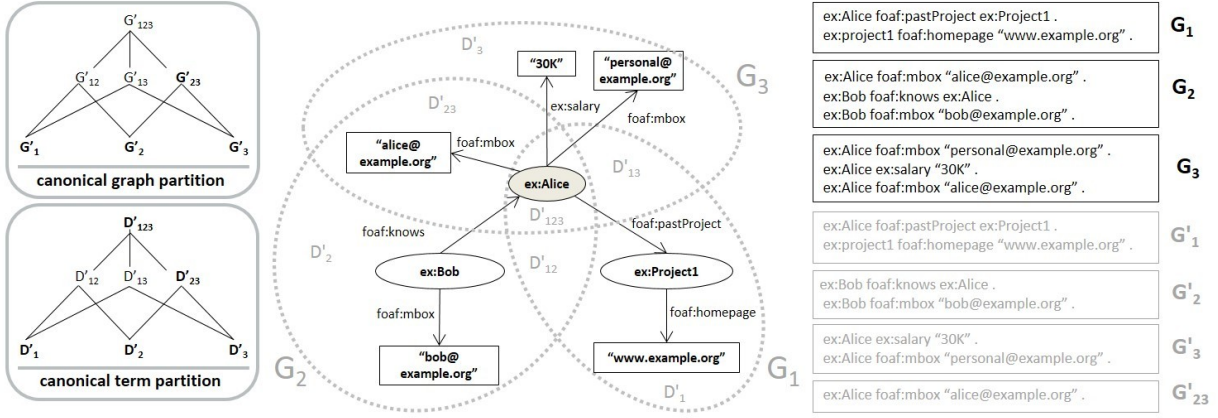 G'123
G'12 G'13 G'23
G'1 G'2 G'3
canonical graph partition
D'123
D'12 D'13 D'23
D'1 D'2 D'3
canonical term partition
D'3
"30K"
"personal@
example.org"
G3
D'23
ex:salary
foaf:mbox
"alice@
example.org"
foaf:mbox
D'13
ex:Alice
D'123
foaf:knows
foaf:pastProject
D'2
D'12
ex:Bob
ex:Project1
foaf:mbox
foaf:homepage
"bob@
example.org"
"www.example.org"
G2
G1
D'1
ex:Alice foaf:pastProject ex:Project1 .
ex:project1 foaf:homepage "www.example.org" .
G1
ex:Alice foaf:mbox "alice@example.org" .
ex:Bob foaf:knows ex:Alice .
ex:Bob foaf:mbox "bob@example.org" .
G2
ex:Alice foaf:mbox "personal@example.org" .
ex:Alice ex:salary "30K" .
ex:Alice foaf:mbox "alice@example.org" .
G3
ex:Alice foaf:pastProject ex:Project1 .
ex:project1 foaf:homepage "www.example.org" .
G'1
ex:Bob foaf:knows ex:Alice .
ex:Bob foaf:mbox "bob@example.org" .
G'2
ex:Alice ex:salary "30K" .
ex:Alice foaf:mbox "personal@example.org" .
G'3
ex:Alice foaf:mbox "alice@example.org" .
G'23